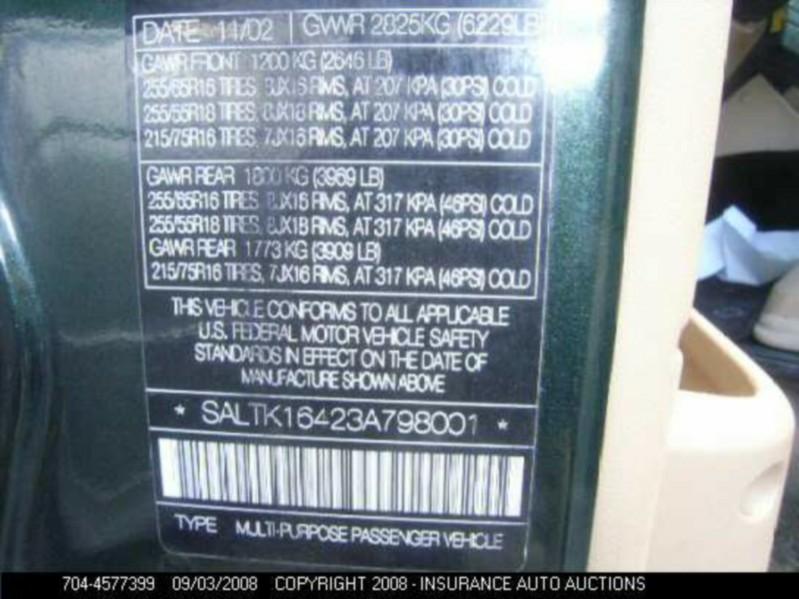 DATE 11/02 GVWR 2825KG (6229LB)
GAWR FRONT 1200 KG (2646 LB)
255/65R16 TIRES, 8JX16 RIMS, AT 207 KPA (30PSI) COLD
255/55R18 TIRES, 8JX18 RIMS, AT 207 KPA (30PSI) COLD
215/75R16 TIRES, 7JX16 RIMS, AT 207 KPA (30PSI) COLD
GAWR REAR 1800 KG (3969 LB)
255/65R16 TIRES, 8JX16 RIMS, AT 317 KPA (46PSI) COLD
255/55R18 TIRES, 8JX18 RIMS, AT 317 KPA (46PSI) COLD
GAWR REAR 1773 KG (3909 LB)
215/75R16 TIRES, 7JX16 RIMS, AT 317 KPA (46PSI) COLD
THIS VEHICLE CONFORMS TO ALL APPLICABLE
U.S. FEDERAL MOTOR VEHICLE SAFETY
STANDARDS IN EFFECT ON THE DATE OF
MANUFACTURE SHOWN ABOVE
* SALTK16423A798001 *
TYPE MULTI-PURPOSE PASSENGER VEHICLE
704-4577399 09/03/2008 COPYRIGHT 2008 - INSURANCE AUTO AUCTIONS